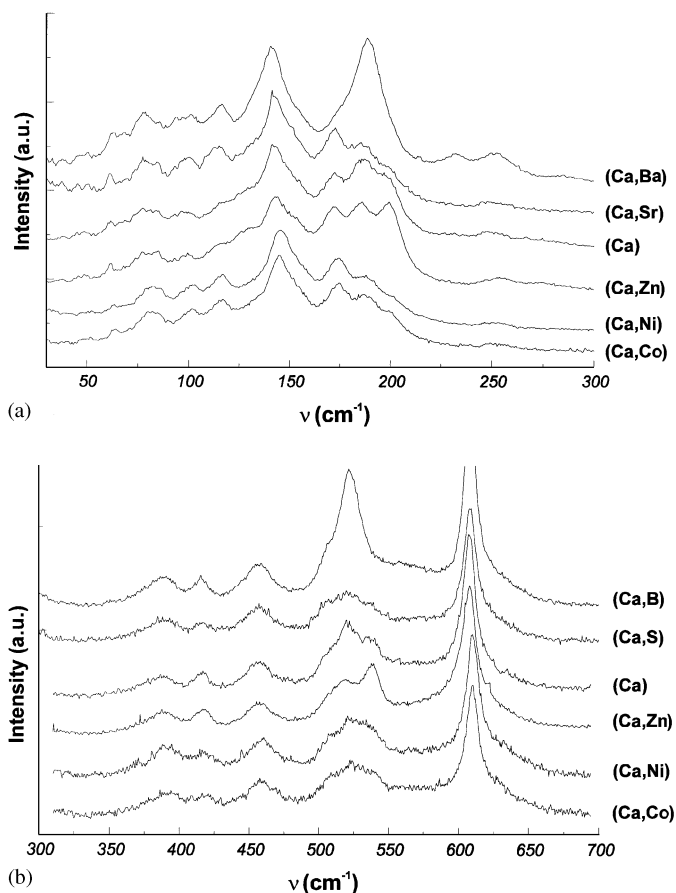 Intensity (a.u.)
(Ca,Ba)
(Ca,Sr)
(Ca)
(Ca,Zn)
(Ca,Ni)
(Ca,Co)
50 100 150 200 250 300
(a)
ν (cm⁻¹)
Intensity (a.u.)
(Ca,B)
(Ca,S)
(Ca)
(Ca,Zn)
(Ca,Ni)
(Ca,Co)
300 350 400 450 500 550 600 650 700
(b)
ν (cm⁻¹)